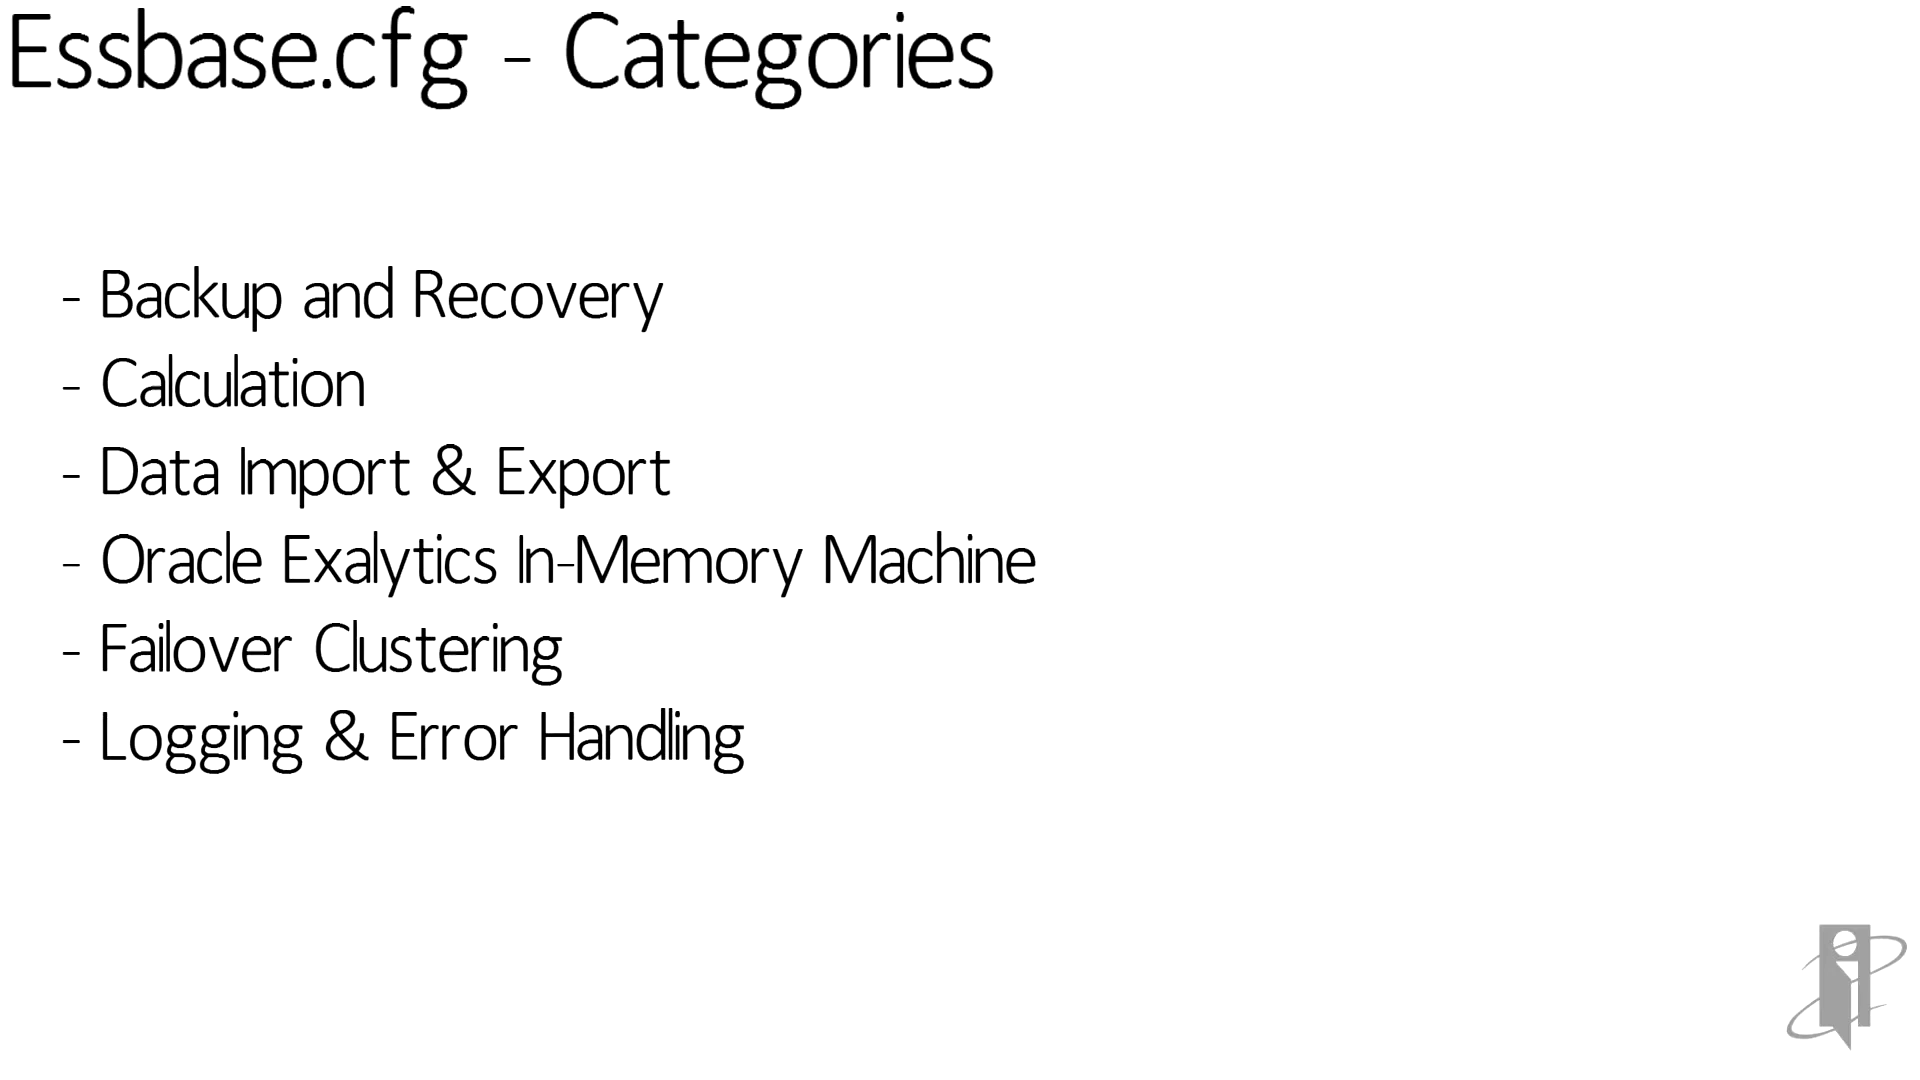 Essbase.cfg - Categories
- Backup and Recovery
- Calculation
- Data Import & Export
- Oracle Exalytics In-Memory Machine
- Failover Clustering
- Logging & Error Handling